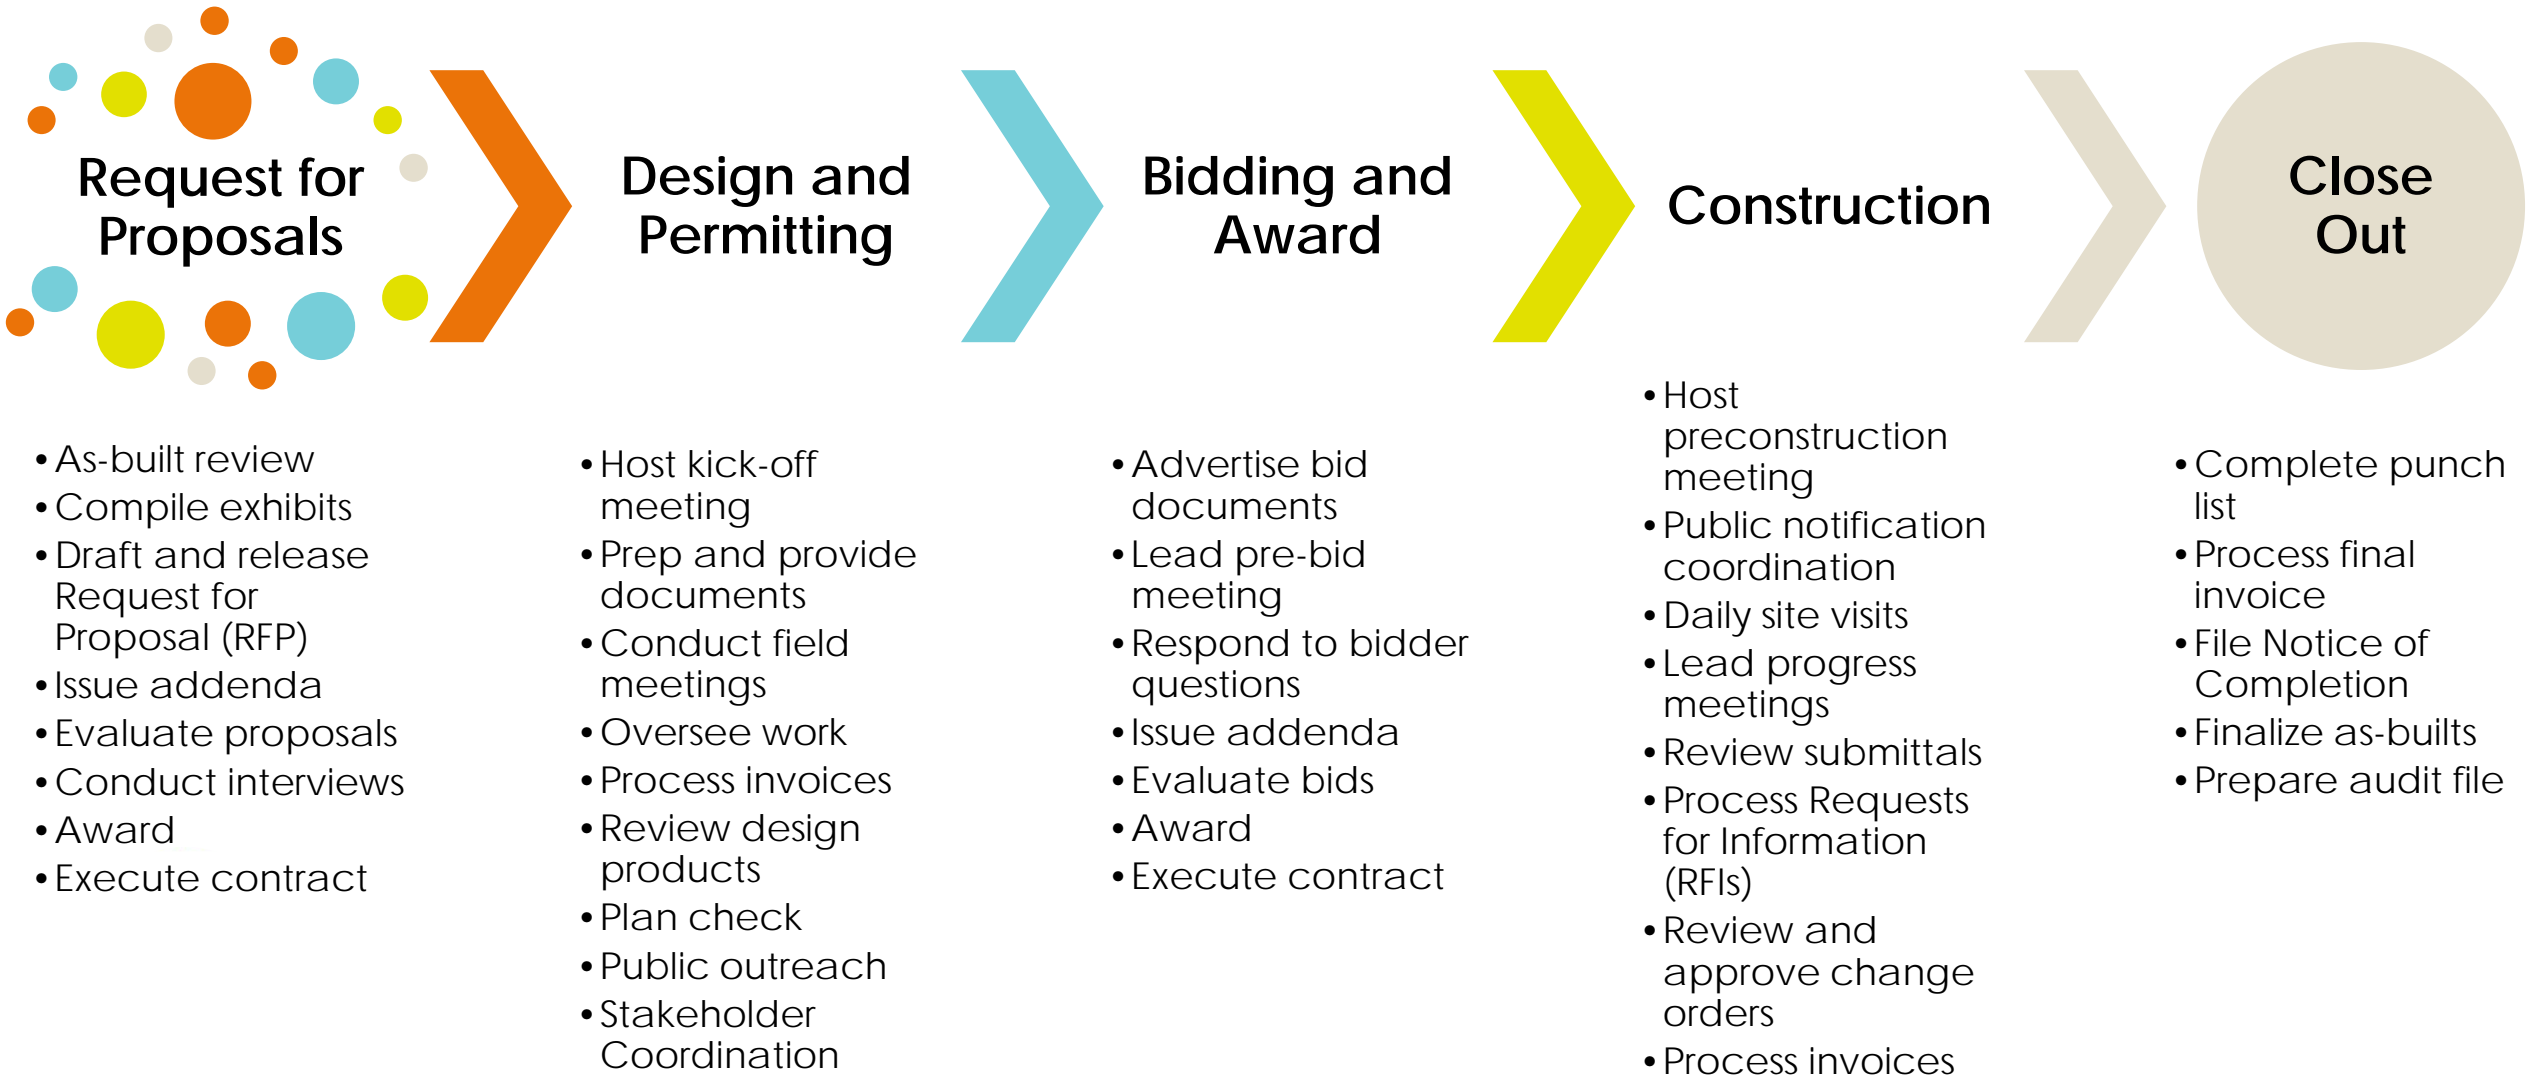 Request for
Proposals
• As-built review
• Compile exhibits
• Draft and release
Request for
Proposal (RFP)
• Issue addenda
• Evaluate proposals
• Conduct interviews
• Award
• Execute contract
Design and
Permitting
• Host kick-off
meeting
• Prep and provide
documents
• Conduct field
meetings
• Oversee work
• Process invoices
• Review design
products
• Plan check
• Public outreach
• Stakeholder
Coordination
Bidding and
Award
• Advertise bid
documents
• Lead pre-bid
meeting
• Respond to bidder
questions
• Issue addenda
• Evaluate bids
• Award
• Execute contract
Construction
• Host
preconstruction
meeting
• Public notification
coordination
• Daily site visits
• Lead progress
meetings
• Review submittals
• Process Requests
for Information
(RFIs)
• Review and
approve change
orders
• Process invoices
Close
Out
• Complete punch
list
• Process final
invoice
• File Notice of
Completion
• Finalize as-builts
• Prepare audit file